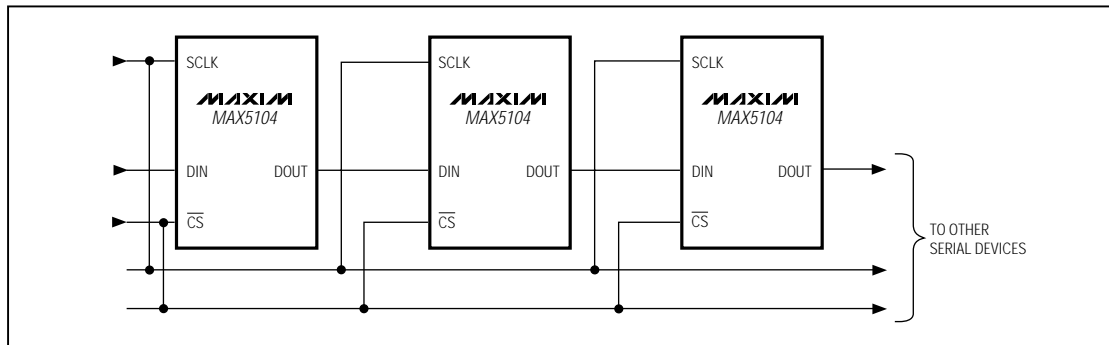 SCLK
MAXIM
MAX5104
DIN
DOUT
CS
SCLK
MAXIM
MAX5104
DIN
DOUT
CS
SCLK
MAXIM
MAX5104
DIN
DOUT
CS
TO OTHER
SERIAL DEVICES